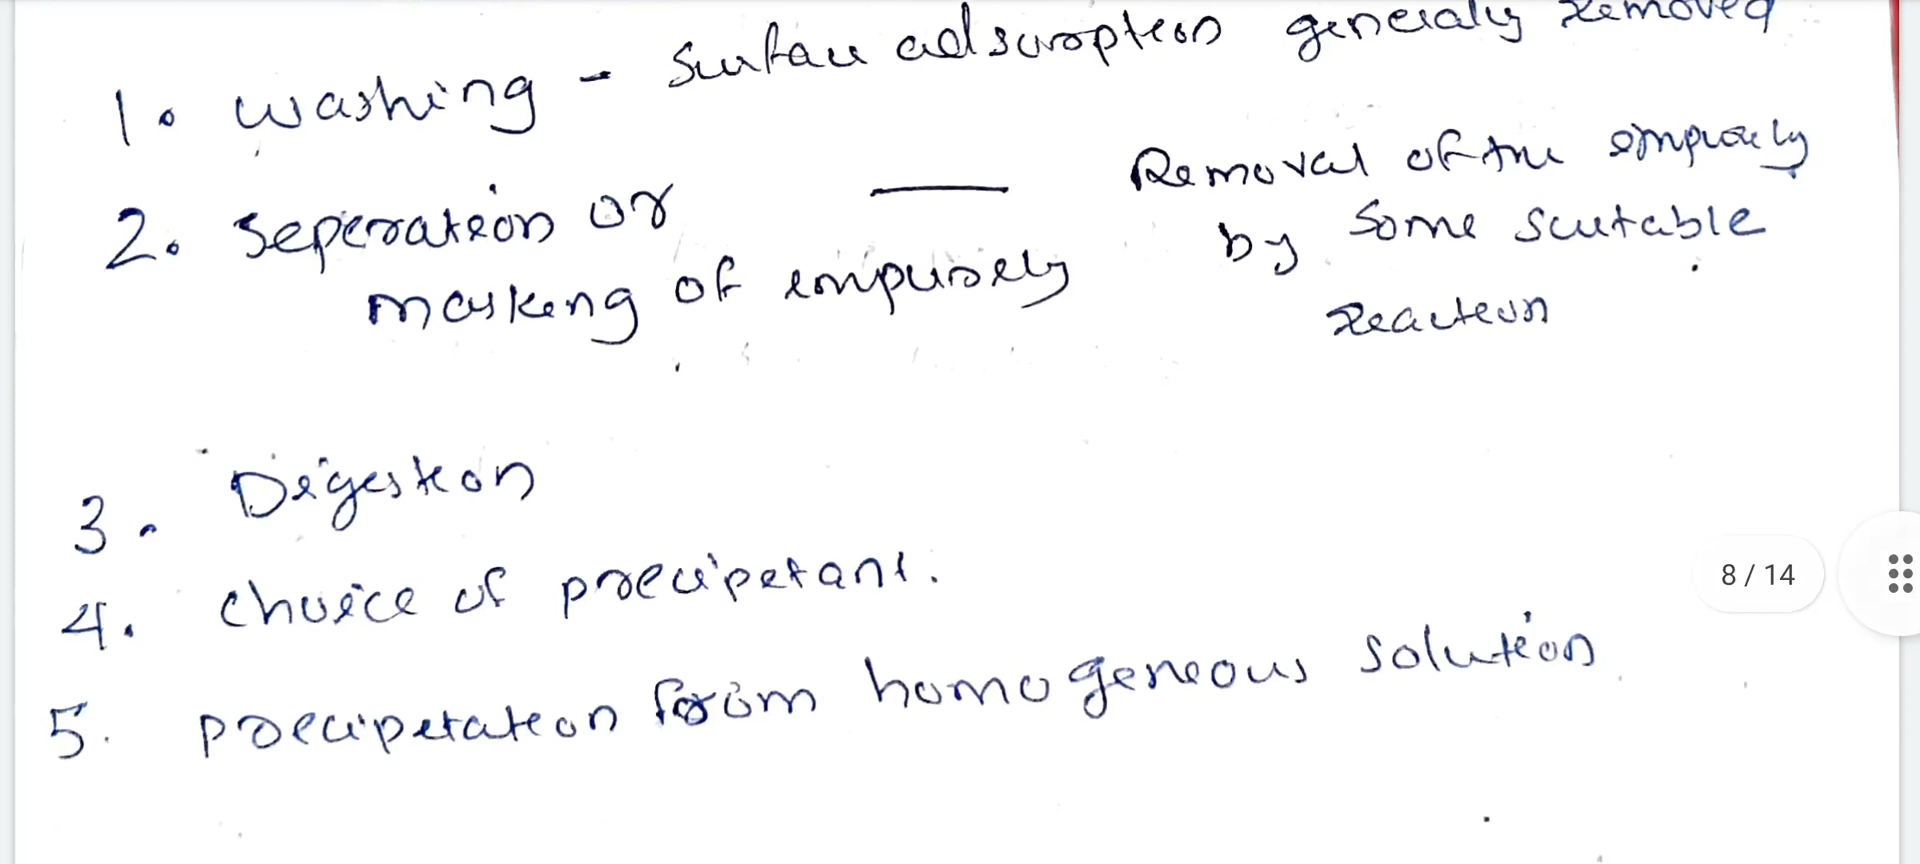 1. washing - Surface adsorption generally removed
2. Seperation or
masking of impurity
Removal of the impurity
by some suitable
reaction
3. Digestion
4. choice of precipitant.
5. precipitation from homogeneous solution
8 / 14